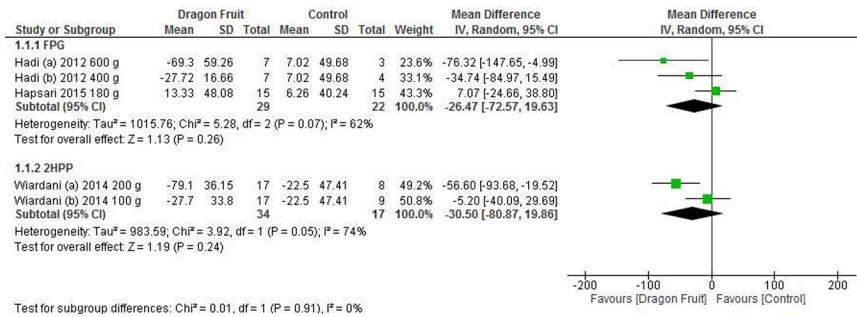 Dragon Fruit Control Mean Difference Mean Difference
Study or Subgroup Mean SD Total Mean SD Total Weight IV, Random, 95% CI IV, Random, 95% CI
1.1.1 FPG
Hadi (a) 2012 600 g -69.3 59.26 7 7.02 49.68 3 23.6% -76.32 [-147.65, -4.99]
Hadi (b) 2012 400 g -27.72 16.66 7 7.02 49.68 4 33.1% -34.74 [-84.97, 15.49]
Hapsari 2015 180 g 13.33 48.08 15 6.26 40.24 15 43.3% 7.07 [-24.66, 38.80]
Subtotal (95% CI) 29 22 100.0% -26.47 [-72.57, 19.63]
Heterogeneity: Tau² = 1015.76; Chi² = 5.28, df = 2 (P = 0.07); I² = 62%
Test for overall effect: Z = 1.13 (P = 0.26)
1.1.2 2HPP
Wiardani (a) 2014 200 g -79.1 36.15 17 -22.5 47.41 8 49.2% -56.60 [-93.68, -19.52]
Wiardani (b) 2014 100 g -27.7 33.8 17 -22.5 47.41 9 50.8% -5.20 [-40.09, 29.69]
Subtotal (95% CI) 34 17 100.0% -30.50 [-80.87, 19.86]
Heterogeneity: Tau² = 983.59; Chi² = 3.92, df = 1 (P = 0.05); I² = 74%
Test for overall effect: Z = 1.19 (P = 0.24)
-200 -100 0 100 200
Favours [Dragon Fruit] Favours [Control]
Test for subgroup differences: Chi² = 0.01, df = 1 (P = 0.91), I² = 0%